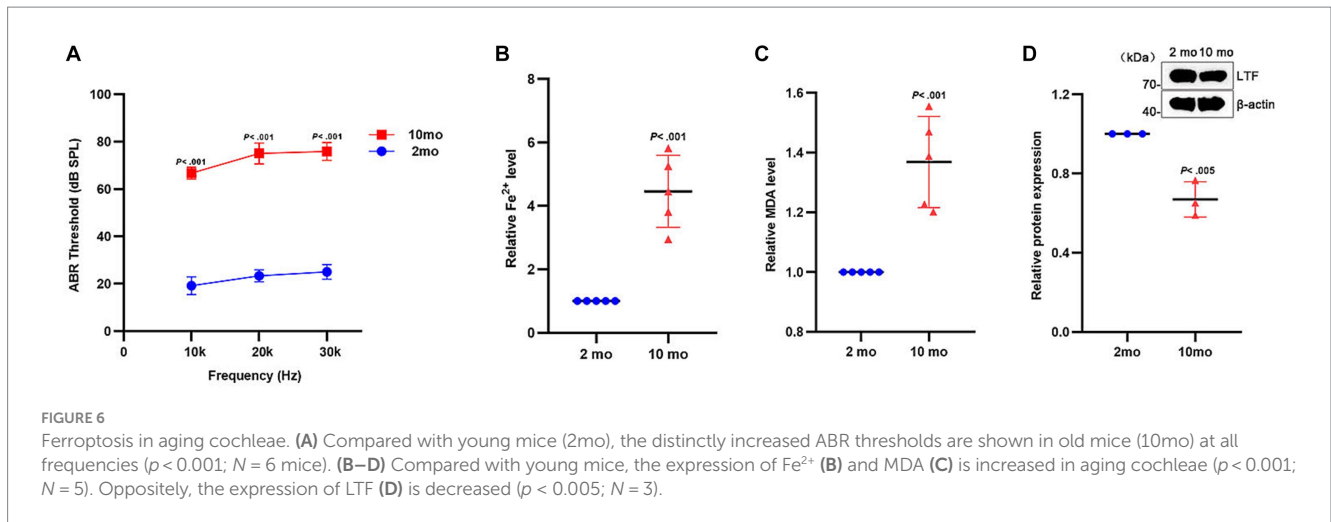 A
100
80
60
40
20
0
ABR Threshold (dB SPL)
P< .001
P< .001
P< .001
10mo
2mo
0
10k
20k
30k
Frequency (Hz)
B
8
6
4
2
0
Relative Fe²⁺ level
P< .001
2 mo
10 mo
C
1.6
1.4
1.2
1.0
0.8
Relative MDA level
P< .001
2 mo
10 mo
D
2 mo 10 mo
(kDa)
LTF
70-
β-actin
40-
1.2
0.9
0.6
0.3
0.0
Relative protein expression
P< .005
2mo
10mo
FIGURE 6
Ferroptosis in aging cochleae. (A) Compared with young mice (2mo), the distinctly increased ABR thresholds are shown in old mice (10mo) at all
frequencies (p < 0.001; N = 6 mice). (B–D) Compared with young mice, the expression of Fe²⁺ (B) and MDA (C) is increased in aging cochleae (p < 0.001;
N = 5). Oppositely, the expression of LTF (D) is decreased (p < 0.005; N = 3).